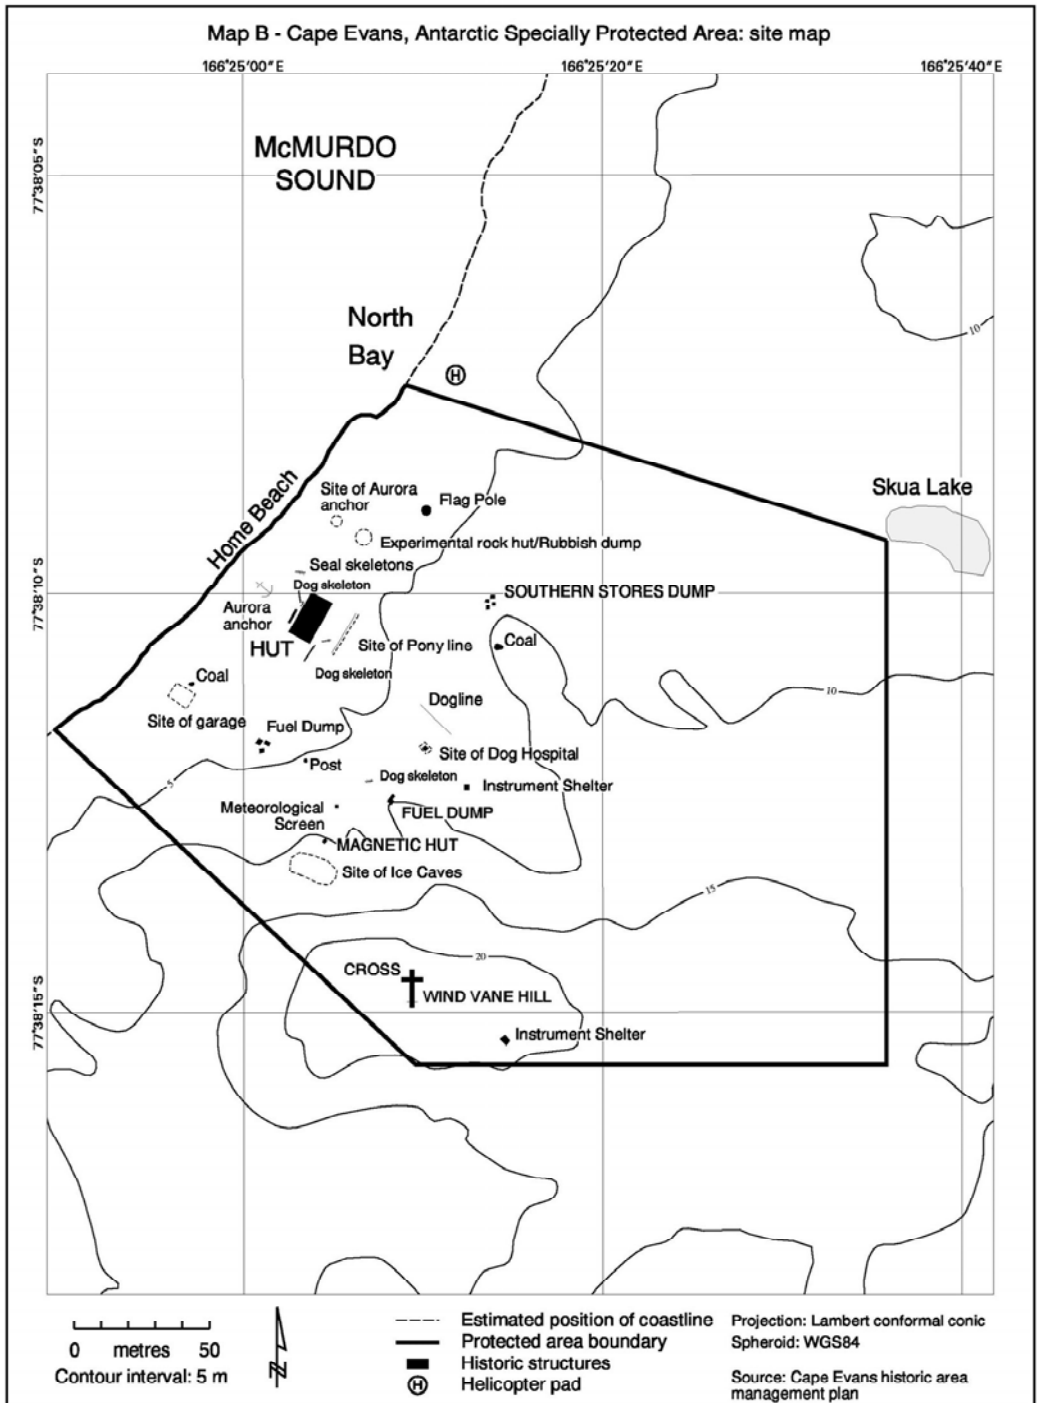 Map B - Cape Evans, Antarctic Specially Protected Area: site map
166°25'00"E
166°25'20"E
166°25'40"E
77°38'05"S
McMURDO
SOUND
10
North
Bay
H
Skua Lake
Home Beach
Site of Aurora
anchor
Flag Pole
Experimental rock hut/Rubbish dump
Seal skeletons
77°38'10"S
Dog skeleton
SOUTHERN STORES DUMP
Aurora
anchor
HUT
Site of Pony line
Coal
Dog skeleton
Coal
10
Site of garage
Dogline
Fuel Dump
Site of Dog Hospital
Post
5
Dog skeleton
Instrument Shelter
Meteorological
Screen
FUEL DUMP
MAGNETIC HUT
Site of Ice Caves
15
20
CROSS
WIND VANE HILL
77°38'15"S
Instrument Shelter
0 metres 50
Contour interval: 5 m
N
Estimated position of coastline
Protected area boundary
Historic structures
H Helicopter pad
Projection: Lambert conformal conic
Spheroid: WGS84
Source: Cape Evans historic area
management plan